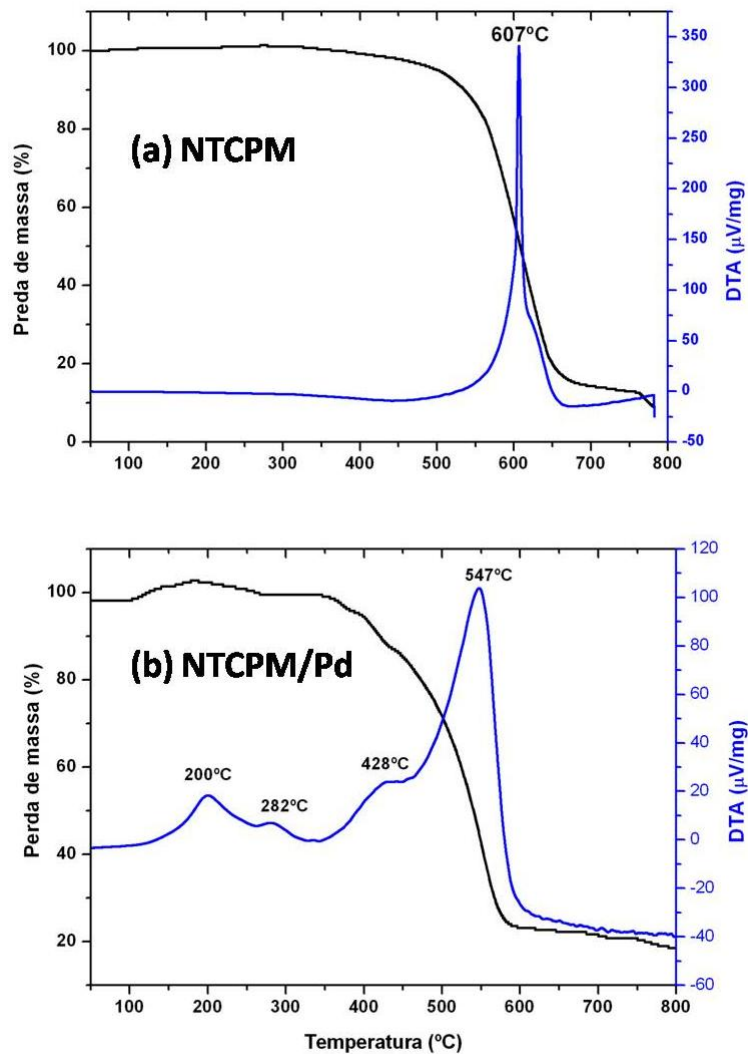 607ºC
(a) NTCPM
Preda de massa (%)
100
80
60
40
20
0
350
300
250
200
150
100
50
0
-50
DTA (µV/mg)
100 200 300 400 500 600 700 800
547ºC
(b) NTCPM/Pd
428ºC
200ºC
282ºC
Perda de massa (%)
100
80
60
40
20
120
100
80
60
40
20
0
-20
-40
-60
DTA (µV/mg)
100 200 300 400 500 600 700 800
Temperatura (ºC)